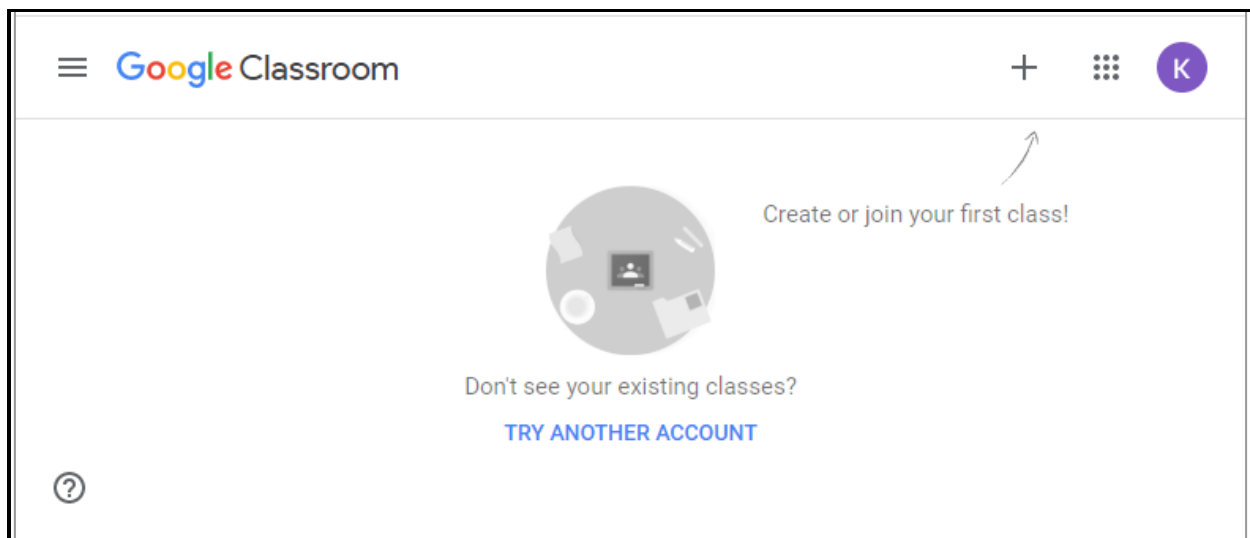 Google Classroom
K
Create or join your first class!
Don't see your existing classes?
TRY ANOTHER ACCOUNT
?